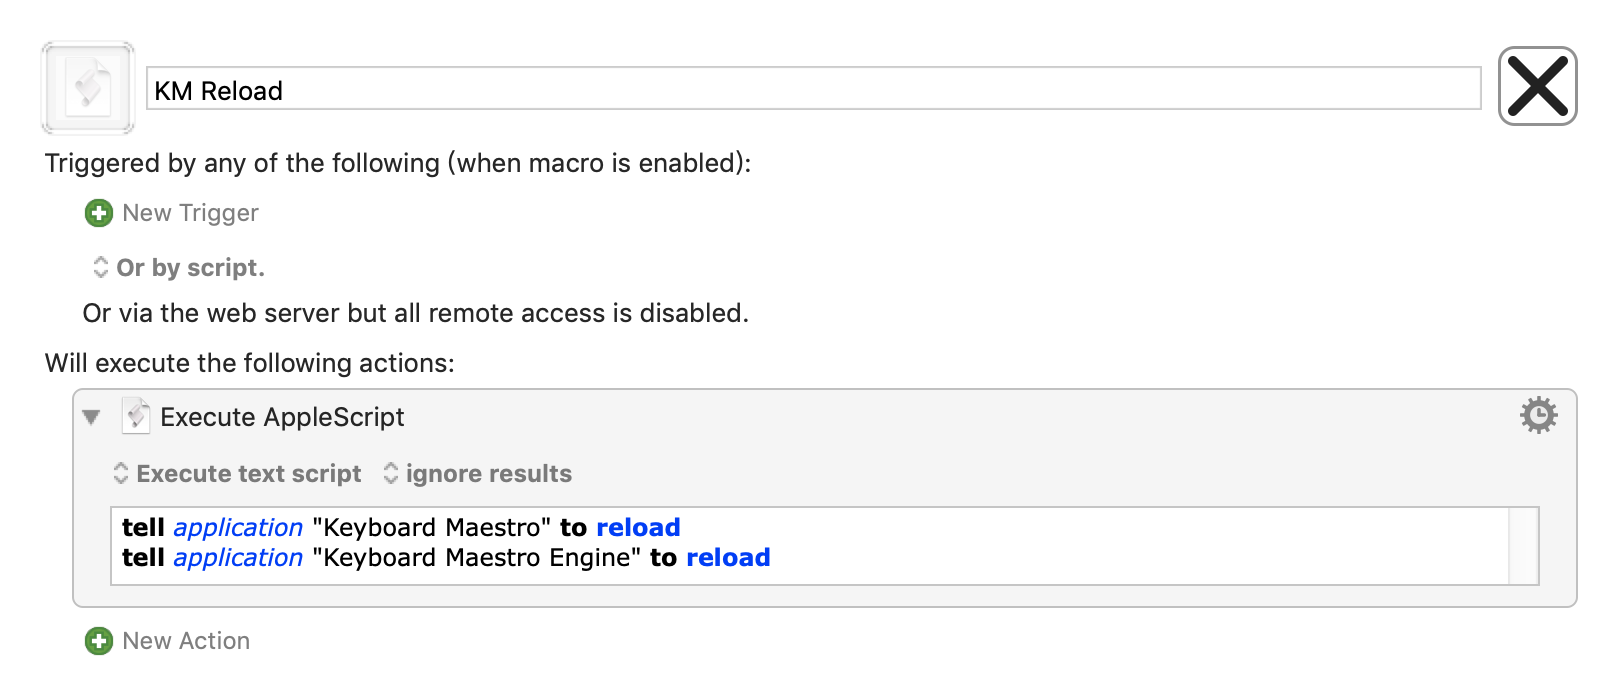 KM Reload
Triggered by any of the following (when macro is enabled):
New Trigger
Or by script.
Or via the web server but all remote access is disabled.
Will execute the following actions:
Execute AppleScript
Execute text script ignore results
tell application "Keyboard Maestro" to reload
tell application "Keyboard Maestro Engine" to reload
New Action